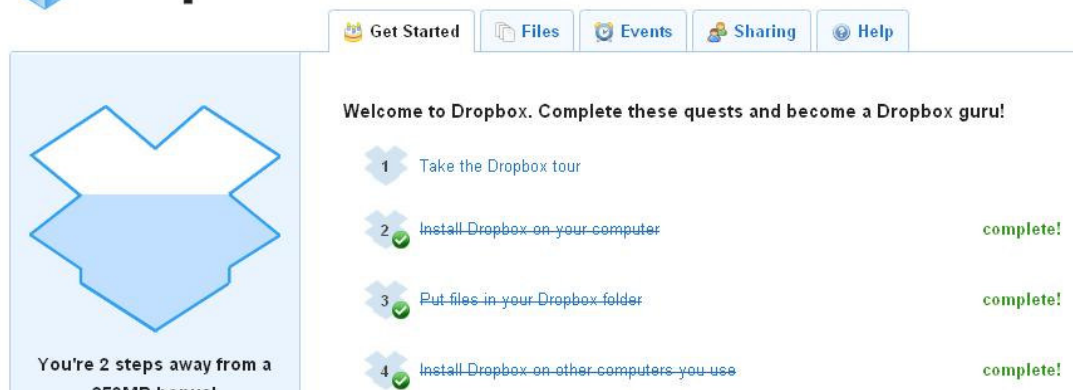 Get Started Files Events Sharing Help
Welcome to Dropbox. Complete these quests and become a Dropbox guru!
1 Take the Dropbox tour
2 Install Dropbox on your computer complete!
3 Put files in your Dropbox folder complete!
4 Install Dropbox on other computers you use complete!
You're 2 steps away from a